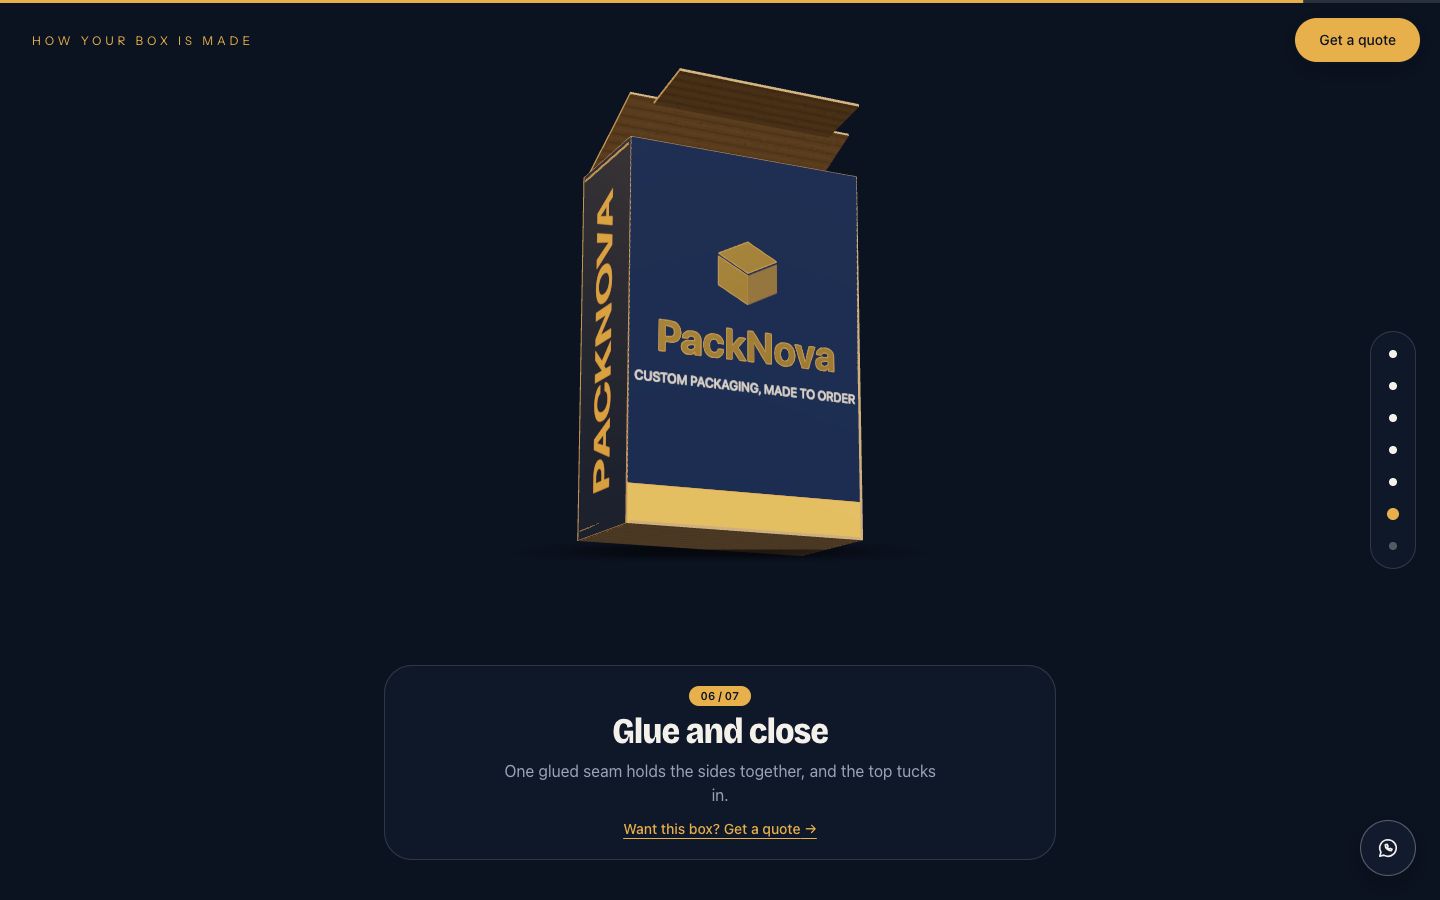 HOW YOUR BOX IS MADE
Get a quote
PACKNOVA
PackNova
CUSTOM PACKAGING, MADE TO ORDER
06 / 07
Glue and close
One glued seam holds the sides together, and the top tucks
in.
Want this box? Get a quote →